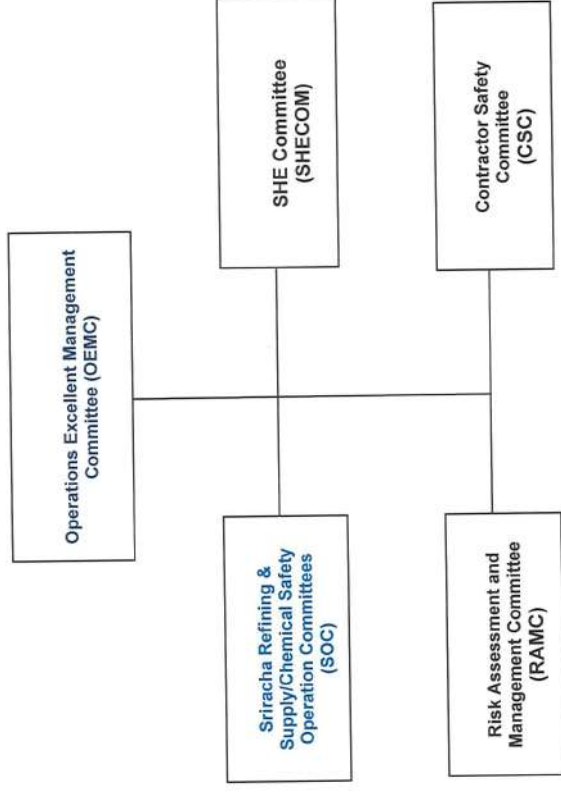 Operations Excellent Management
Committee (OEMC)
Sriracha Refining &
Supply/Chemical Safety
Operation Committees
(SOC)
SHE Committee
(SHECOM)
Risk Assessment and
Management Committee
(RAMC)
Contractor Safety
Committee
(CSC)